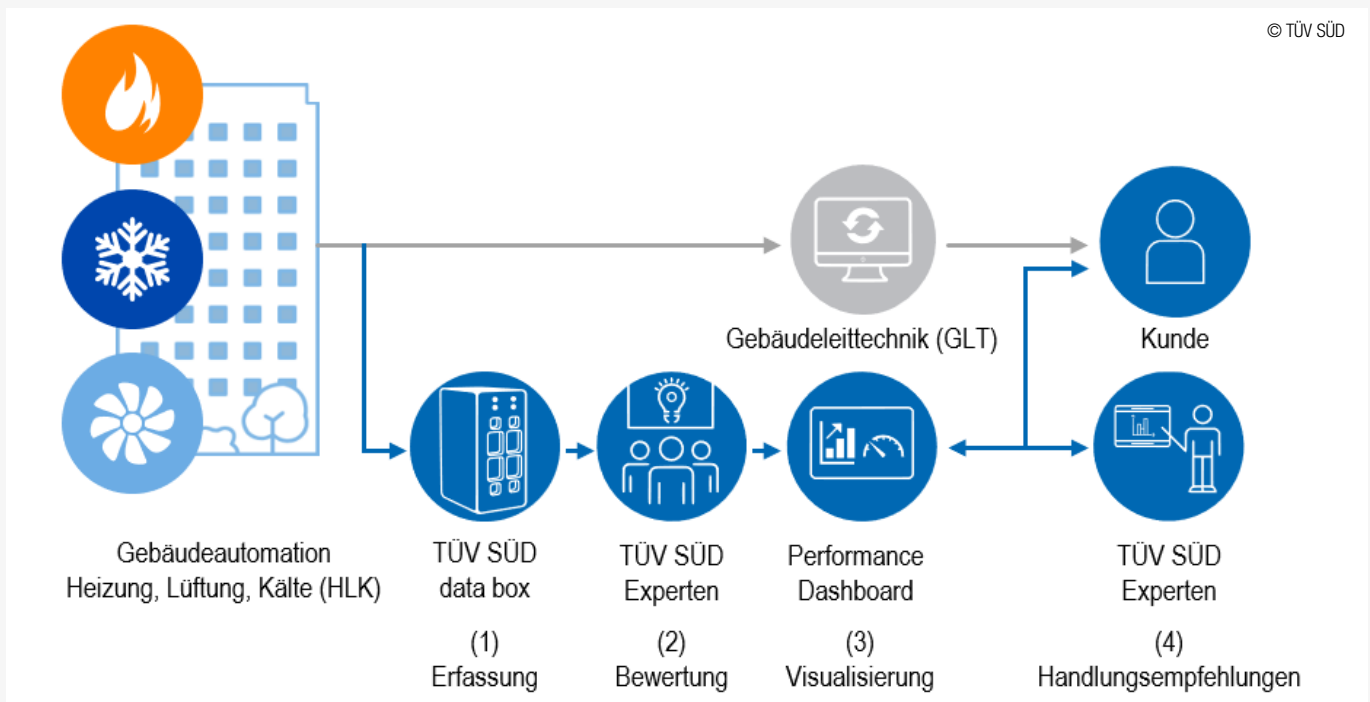 © TÜV SÜD
Gebäudeleittechnik (GLT)
Kunde
Gebäudeautomation
Heizung, Lüftung, Kälte (HLK)
TÜV SÜD
data box
(1)
Erfassung
TÜV SÜD
Experten
(2)
Bewertung
Performance
Dashboard
(3)
Visualisierung
TÜV SÜD
Experten
(4)
Handlungsempfehlungen